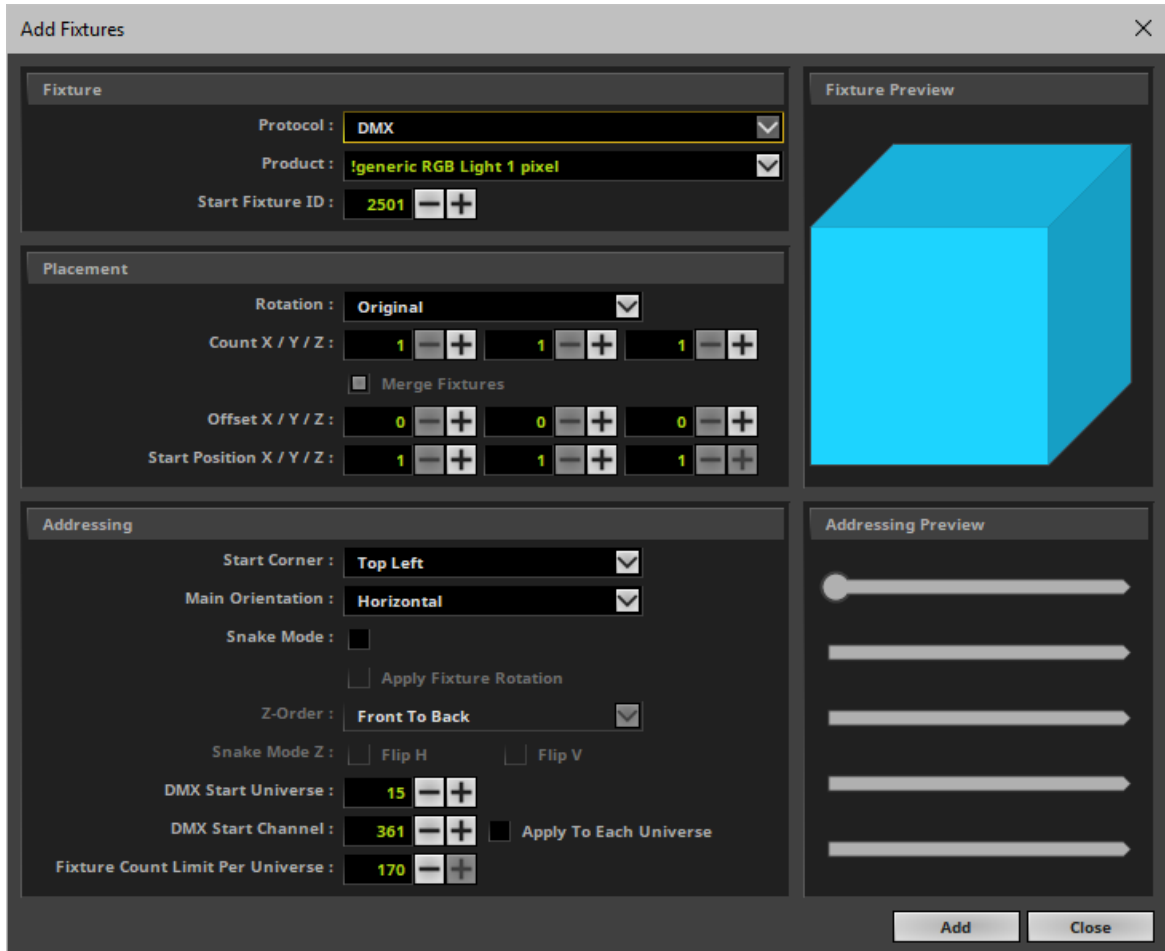 Add Fixtures
Fixture
Protocol : DMX
Product : !generic RGB Light 1 pixel
Start Fixture ID : 2501
Placement
Rotation : Original
Count X / Y / Z : 1 1 1
Merge Fixtures
Offset X / Y / Z : 0 0 0
Start Position X / Y / Z : 1 1 1
Addressing
Start Corner : Top Left
Main Orientation : Horizontal
Snake Mode :
Apply Fixture Rotation
Z-Order : Front To Back
Snake Mode Z : Flip H Flip V
DMX Start Universe : 15
DMX Start Channel : 361 Apply To Each Universe
Fixture Count Limit Per Universe : 170
Fixture Preview
Addressing Preview
Add Close